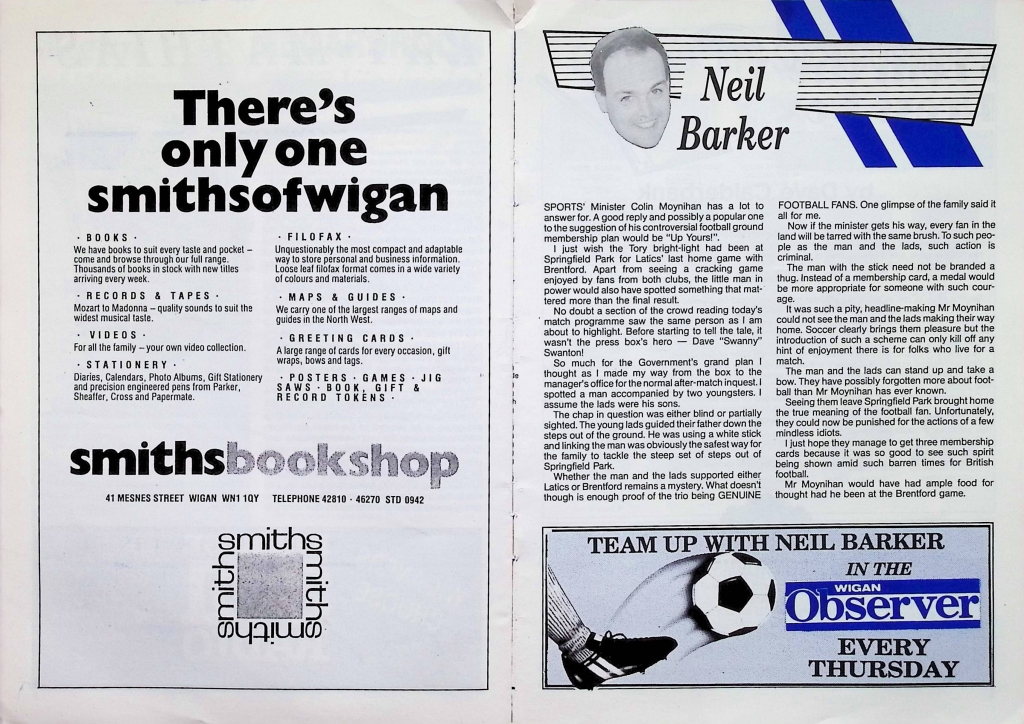 There's
only one
smithsofwigan
· BOOKS ·
We have books to suit every taste and pocket –
come and browse through our full range.
Thousands of books in stock with new titles
arriving every week.
· RECORDS & TAPES ·
Mozart to Madonna – quality sounds to suit the
widest musical taste.
· VIDEOS ·
For all the family – your own video collection.
· STATIONERY ·
Diaries, Calendars, Photo Albums, Gift Stationery
and precision engineered pens from Parker,
Sheaffer, Cross and Papermate.
· FILOFAX ·
Unquestionably the most compact and adaptable
way to store personal and business information.
Loose leaf filofax format comes in a wide variety
of colours and materials.
· MAPS & GUIDES ·
We carry one of the largest ranges of maps and
guides in the North West.
· GREETING CARDS ·
A large range of cards for every occasion, gift
wraps, bows and tags.
· POSTERS · GAMES · JIG
SAWS · BOOK, GIFT &
RECORD TOKENS ·
smithsbookshop
41 MESNES STREET WIGAN WN1 1QY TELEPHONE 42810 · 46270 STD 0942
smiths
smiths
smiths
smiths
Neil
Barker
SPORTS' Minister Colin Moynihan has a lot to
answer for. A good reply and possibly a popular one
to the suggestion of his controversial football ground
membership plan would be "Up Yours!".
I just wish the Tory bright-light had been at
Springfield Park for Latics' last home game with
Brentford. Apart from seeing a cracking game
enjoyed by fans from both clubs, the little man in
power would also have spotted something that mat-
tered more than the final result.
No doubt a section of the crowd reading today's
match programme saw the same person as I am
about to highlight. Before starting to tell the tale, it
wasn't the press box's hero — Dave "Swanny"
Swanton!
So much for the Government's grand plan I
thought as I made my way from the box to the
manager's office for the normal after-match inquest. I
spotted a man accompanied by two youngsters. I
assume the lads were his sons.
The chap in question was either blind or partially
sighted. The young lads guided their father down the
steps out of the ground. He was using a white stick
and linking the man was obviously the safest way for
the family to tackle the steep set of steps out of
Springfield Park.
Whether the man and the lads supported either
Latics or Brentford remains a mystery. What doesn't
though is enough proof of the trio being GENUINE
FOOTBALL FANS. One glimpse of the family said it
all for me.
Now if the minister gets his way, every fan in the
land will be tarred with the same brush. To such peo-
ple as the man and the lads, such action is
criminal.
The man with the stick need not be branded a
thug. Instead of a membership card, a medal would
be more appropriate for someone with such cour-
age.
It was such a pity, headline-making Mr Moynihan
could not see the man and the lads making their way
home. Soccer clearly brings them pleasure but the
introduction of such a scheme can only kill off any
hint of enjoyment there is for folks who live for a
match.
The man and the lads can stand up and take a
bow. They have possibly forgotten more about foot-
ball than Mr Moynihan has ever known.
Seeing them leave Springfield Park brought home
the true meaning of the football fan. Unfortunately,
they could now be punished for the actions of a few
mindless idiots.
I just hope they manage to get three membership
cards because it was so good to see such spirit
being shown amid such barren times for British
football.
Mr Moynihan would have had ample food for
thought had he been at the Brentford game.
TEAM UP WITH NEIL BARKER
IN THE
WIGAN
Observer
EVERY
THURSDAY